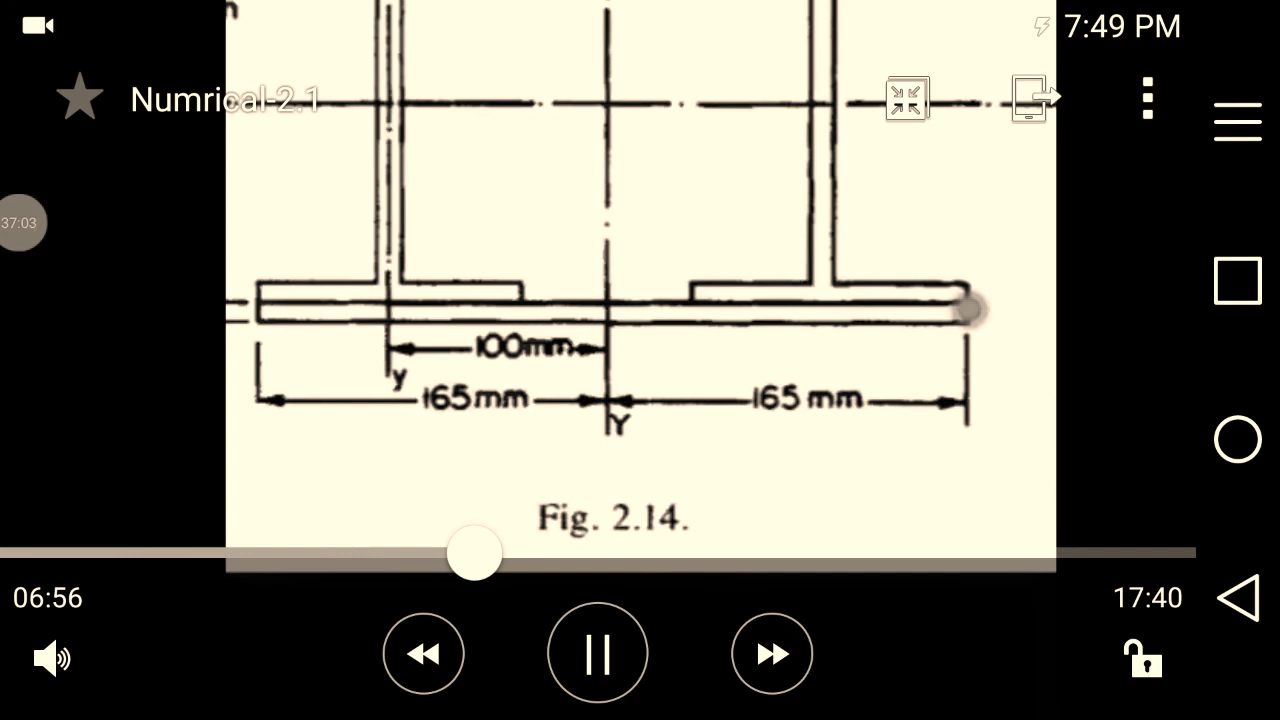 7:49 PM
Numrical-2.1
37:03
100mm
y
165mm
165 mm
Y
Fig. 2.14.
06:56
17:40